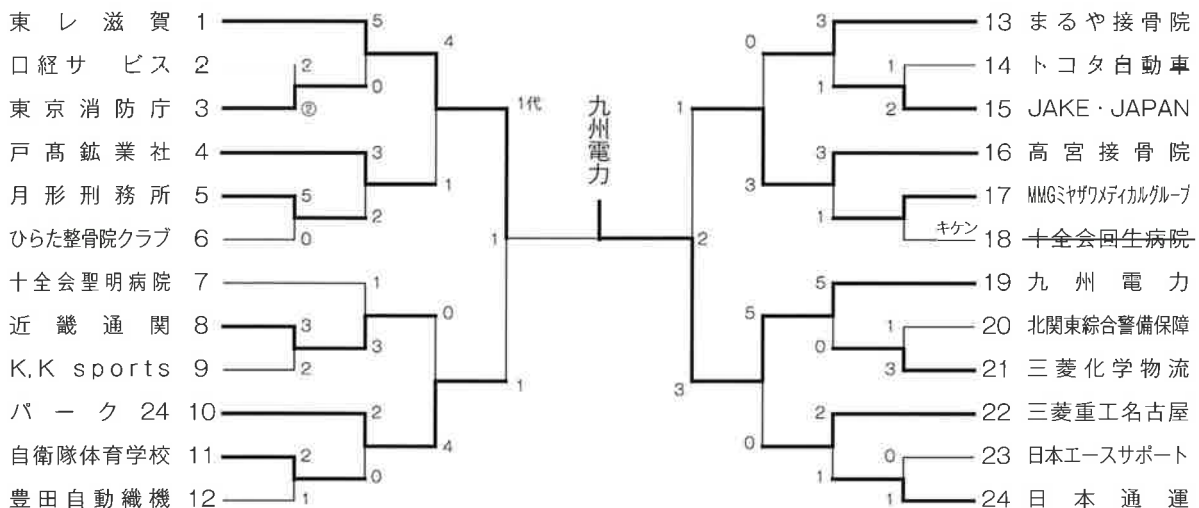 東レ滋賀 1
口経サ ビス 2
東京消防庁 3
戸髙鉱業社 4
月形刑務所 5
ひらた整骨院クラブ 6
十全会聖明病院 7
近畿通関 8
K.K sports 9
パーク24 10
自衛隊体育学校 11
豊田自動織機 12
5
2
②
0
4
3
5
0
2
1
1代
1
3
2
1
3
0
2
2
1
0
4
1
九州電力
2
1
0
3
3
1
1
2
3
1
キケン
3
5
0
5
0
1
3
2
1
0
1
13 まるや接骨院
14 トコタ自動車
15 JAKE・JAPAN
16 高宮接骨院
17 MMGミヤザワメディカルグループ
18 十全会回生病院
19 九州電力
20 北関東綜合警備保障
21 三菱化学物流
22 三菱重工名古屋
23 日本エースサポート
24 日本通運